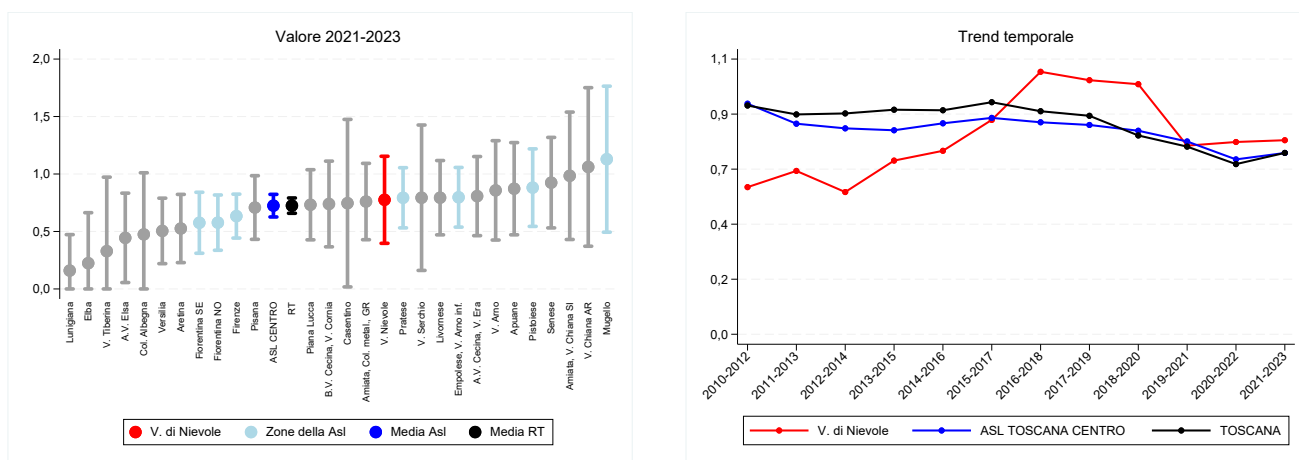 Valore 2021-2023
2,0
1,5
1,0
0,5
0,0
Lunigiana
Elba
V. Tiberina
A.V. Elsa
Col. Albegna
Versilia
Aretina
Fiorentina SE
Fiorentina NO
Firenze
Pisana
ASL CENTRO
RT
Piana Lucca
B.V. Cecina, V. Cornia
Casentino
Amiata, Col. metal., GR
V. Nievole
Pratese
V. Serchio
Livornese
Empolese, V. Arno inf.
A.V. Cecina, V. Era
V. Arno
Apuane
Pistoiese
Senese
Amiata, V. Chiana SI
V. Chiana AR
Mugello
V. di Nievole Zone della Asl Media Asl Media RT
Trend temporale
1,1
0,9
0,7
0,4
0,2
0,0
2010-2012
2011-2013
2012-2014
2013-2015
2014-2016
2015-2017
2016-2018
2017-2019
2018-2020
2019-2021
2020-2022
2021-2023
V. di Nievole ASL TOSCANA CENTRO TOSCANA